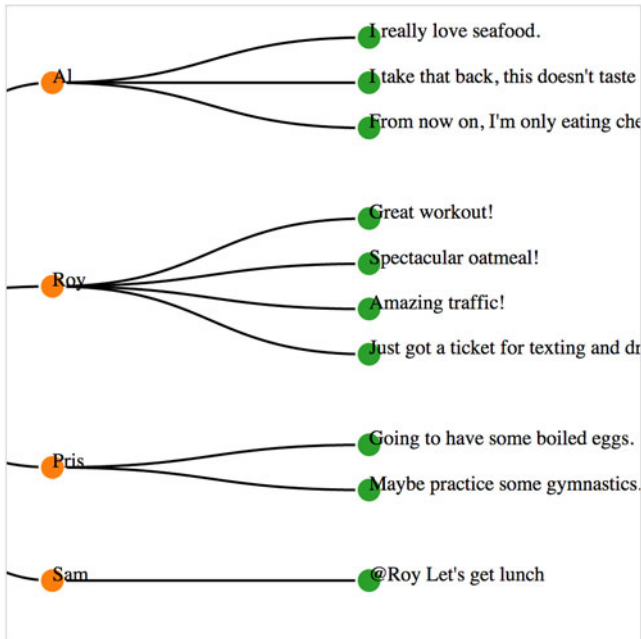 Al
I really love seafood.
I take that back, this doesn't taste
From now on, I'm only eating che
Roy
Great workout!
Spectacular oatmeal!
Amazing traffic!
Just got a ticket for texting and dr
Pris
Going to have some boiled eggs.
Maybe practice some gymnastics.
Sam
@Roy Let's get lunch